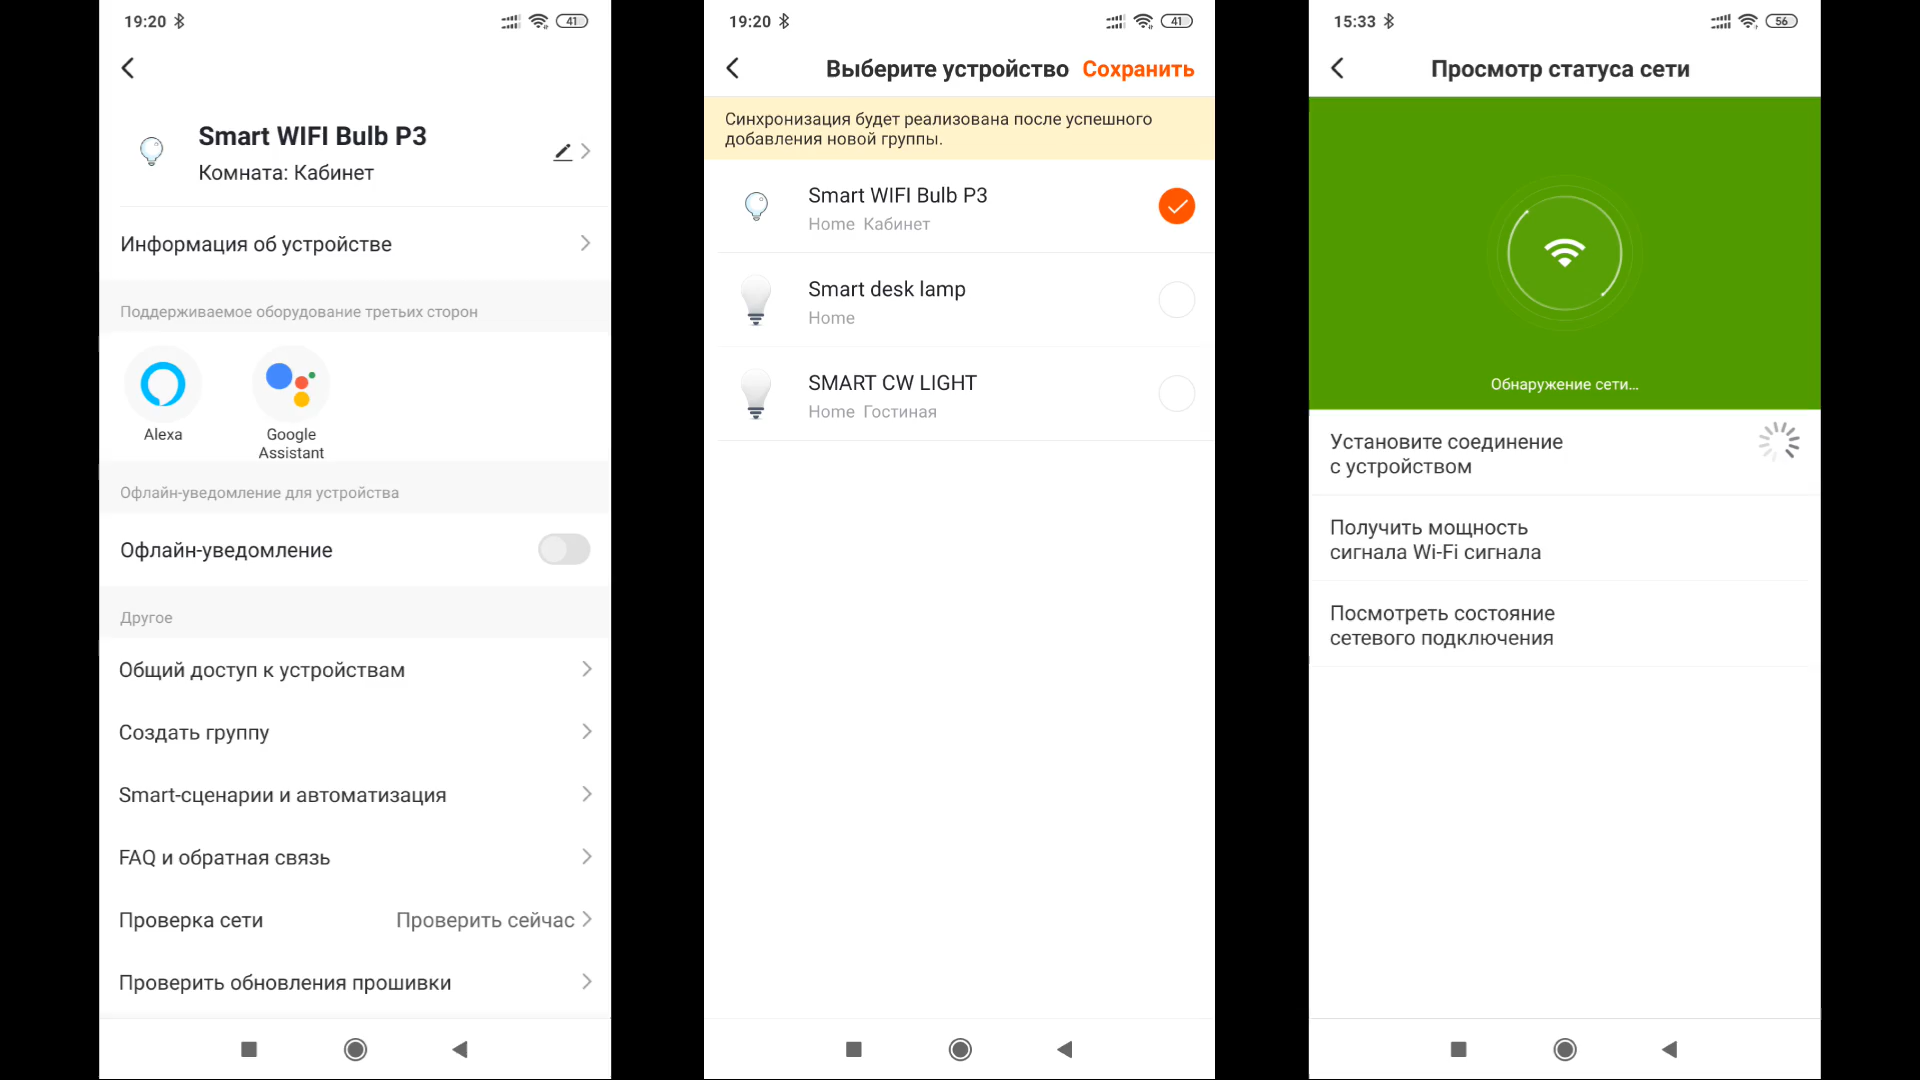 19:20
41
Smart WIFI Bulb P3
Комната: Кабинет
Информация об устройстве
Поддерживаемое оборудование третьих сторон
Alexa
Google
Assistant
Офлайн-уведомление для устройства
Офлайн-уведомление
Другое
Общий доступ к устройствам
Создать группу
Smart-сценарии и автоматизация
FAQ и обратная связь
Проверка сети Проверить сейчас
Проверить обновления прошивки
19:20
41
Выберите устройство Сохранить
Синхронизация будет реализована после успешного
добавления новой группы.
Smart WIFI Bulb P3
Home Кабинет
Smart desk lamp
Home
SMART CW LIGHT
Home Гостиная
15:33
56
Просмотр статуса сети
Обнаружение сети...
Установите соединение
с устройством
Получить мощность
сигнала Wi-Fi сигнала
Посмотреть состояние
сетевого подключения